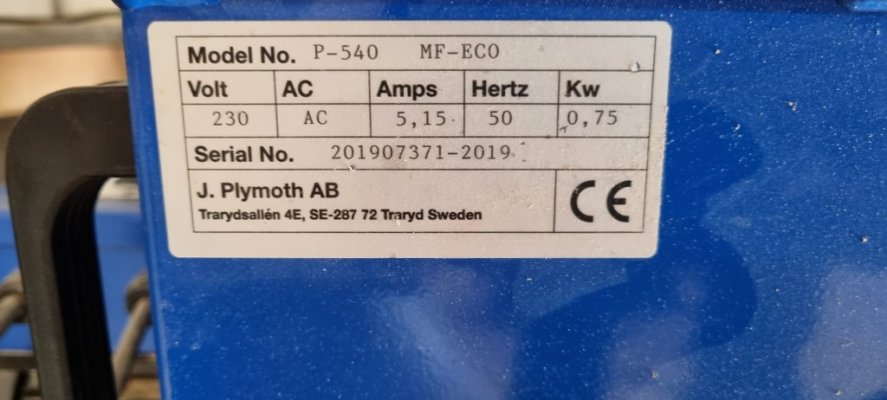 Model No. P-540 MF-ECO
Volt AC Amps Hertz Kw
230 AC 5,15 50 0,75
Serial No. 201907371-2019
J. Plymoth AB
Trarydsallén 4E, SE-287 72 Traryd Sweden
CE